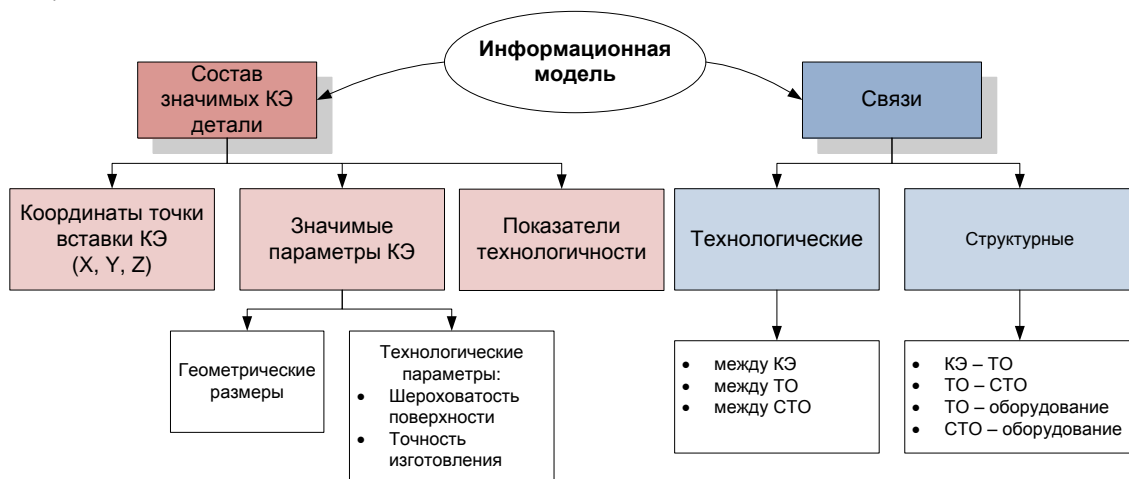 Информационная
модель
Состав
значимых КЭ
детали
Связи
Координаты точки
вставки КЭ
(X, Y, Z)
Значимые
параметры КЭ
Показатели
технологичности
Технологические
Структурные
Геометрические
размеры
Технологические
параметры:
• Шероховатость
поверхности
• Точность
изготовления
• между КЭ
• между ТО
• между СТО
• КЭ – ТО
• ТО – СТО
• ТО – оборудование
• СТО – оборудование